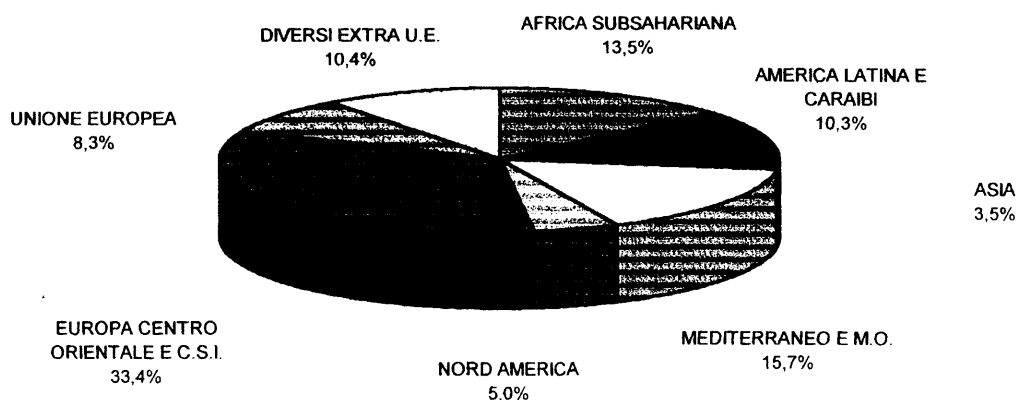 DIVERSI EXTRA U.E.
10,4%
AFRICA SUBSAHARIANA
13,5%
AMERICA LATINA E
CARAIBI
10,3%
UNIONE EUROPEA
8,3%
ASIA
3,5%
EUROPA CENTRO
ORIENTALE E C.S.I.
33,4%
NORD AMERICA
5,0%
MEDITERRANEO E M.O.
15,7%